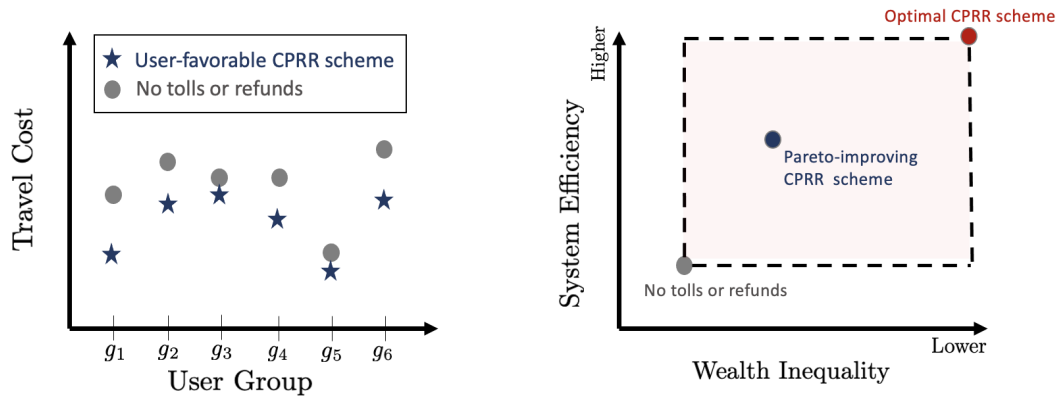 User-favorable CPRR scheme
No tolls or refunds
Travel Cost
g1 g2 g3 g4 g5 g6
User Group
Optimal CPRR scheme
Higher
System Efficiency
Pareto-improving
CPRR scheme
No tolls or refunds
Lower
Wealth Inequality